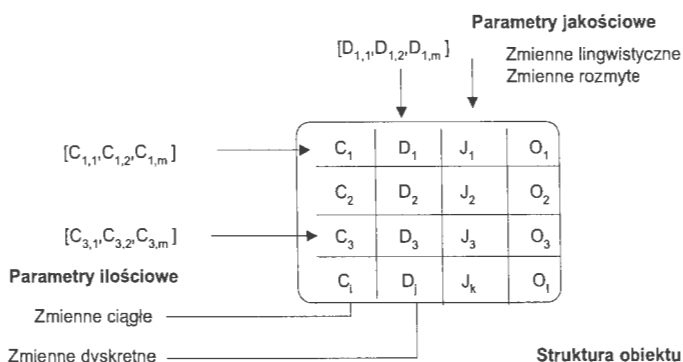 Parametry jakościowe
[D1,1,D1,2,D1,m]
Zmienne lingwistyczne
Zmienne rozmyte
[C1,1,C1,2,C1,m]
C1 D1 J1 O1
C2 D2 J2 O2
[C3,1,C3,2,C3,m]
C3 D3 J3 O3
Parametry ilościowe
Ci Dj Jk Ol
Zmienne ciągłe
Zmienne dyskretne
Struktura obiektu